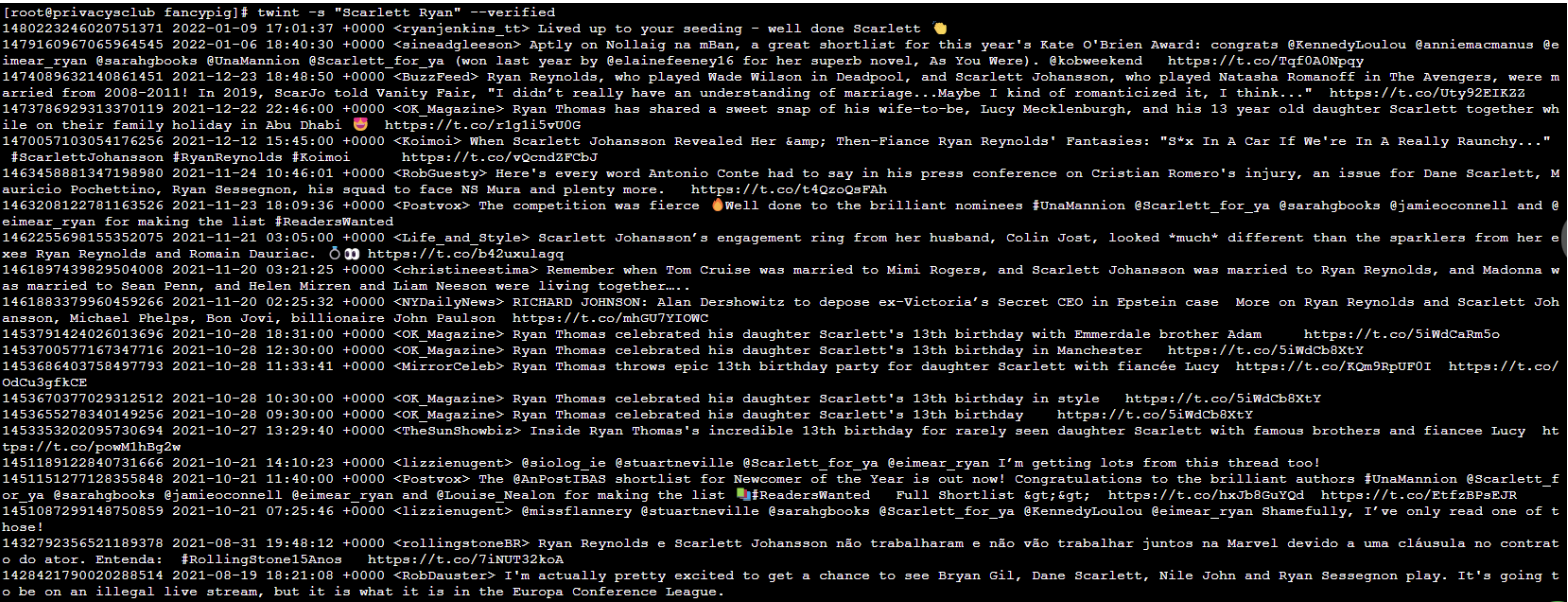 [root@privacysclub fancypig]# twint -s "Scarlett Ryan" --verified
1480223246020751371 2022-01-09 17:01:37 +0000 <ryanjenkins_tt> Lived up to your seeding - well done Scarlett 👏
1479160967065964545 2022-01-06 18:40:30 +0000 <sineadgleeson> Aptly on Nollaig na mBan, a great shortlist for this year's Kate O'Brien Award: congrats @KennedyLoulou @anniemacmanus @e
imear_ryan @sarahgbooks @UnaMannion @Scarlett_for_ya (won last year by @elainefeeney16 for her superb novel, As You Were). @kobweekend   https://t.co/Tqf0A0Npqy
1474089632140861451 2021-12-23 18:48:50 +0000 <BuzzFeed> Ryan Reynolds, who played Wade Wilson in Deadpool, and Scarlett Johansson, who played Natasha Romanoff in The Avengers, were m
arried from 2008-2011! In 2019, ScarJo told Vanity Fair, "I didn’t really have an understanding of marriage...Maybe I kind of romanticized it, I think..."  https://t.co/Uty92EIKZZ
1473786929313370119 2021-12-22 22:46:00 +0000 <OK_Magazine> Ryan Thomas has shared a sweet snap of his wife-to-be, Lucy Mecklenburgh, and his 13 year old daughter Scarlett together wh
ile on their family holiday in Abu Dhabi 😍  https://t.co/r1g1i5vU0G
1470057103054176256 2021-12-12 15:45:00 +0000 <Koimoi> When Scarlett Johansson Revealed Her &amp; Then-Fiance Ryan Reynolds' Fantasies: "S*x In A Car If We're In A Really Raunchy..."
#ScarlettJohansson #RyanReynolds #Koimoi      https://t.co/vQcndZFCbJ
1463458881347198980 2021-11-24 10:46:01 +0000 <RobGuesty> Here's every word Antonio Conte had to say in his press conference on Cristian Romero's injury, an issue for Dane Scarlett, M
auricio Pochettino, Ryan Sessegnon, his squad to face NS Mura and plenty more.   https://t.co/t4QzoQsFAh
1463208122781163526 2021-11-23 18:09:36 +0000 <Postvox> The competition was fierce 🔥Well done to the brilliant nominees #UnaMannion @Scarlett_for_ya @sarahgbooks @jamieoconnell and @
eimear_ryan for making the list #ReadersWanted
1462255698155352075 2021-11-21 03:05:00 +0000 <Life_and_Style> Scarlett Johansson’s engagement ring from her husband, Colin Jost, looked *much* different than the sparklers from her e
xes Ryan Reynolds and Romain Dauriac. 💍👀 https://t.co/b42uxulagq
1461897439829504008 2021-11-20 03:21:25 +0000 <christineestima> Remember when Tom Cruise was married to Mimi Rogers, and Scarlett Johansson was married to Ryan Reynolds, and Madonna w
as married to Sean Penn, and Helen Mirren and Liam Neeson were living together…..
1461883379960459266 2021-11-20 02:25:32 +0000 <NYDailyNews> RICHARD JOHNSON: Alan Dershowitz to depose ex-Victoria’s Secret CEO in Epstein case  More on Ryan Reynolds and Scarlett Joh
ansson, Michael Phelps, Bon Jovi, billionaire John Paulson  https://t.co/mhGU7YIOWC
1453791424026013696 2021-10-28 18:31:00 +0000 <OK_Magazine> Ryan Thomas celebrated his daughter Scarlett's 13th birthday with Emmerdale brother Adam     https://t.co/5iWdCaRm5o
1453700577167347716 2021-10-28 12:30:00 +0000 <OK_Magazine> Ryan Thomas celebrated his daughter Scarlett's 13th birthday in Manchester   https://t.co/5iWdCb8XtY
1453686403758497793 2021-10-28 11:33:41 +0000 <MirrorCeleb> Ryan Thomas throws epic 13th birthday party for daughter Scarlett with fiancée Lucy  https://t.co/KQm9RpUF0I  https://t.co/
OdCu3gfkCE
1453670377029312512 2021-10-28 10:30:00 +0000 <OK_Magazine> Ryan Thomas celebrated his daughter Scarlett's 13th birthday in style   https://t.co/5iWdCb8XtY
1453655278340149256 2021-10-28 09:30:00 +0000 <OK_Magazine> Ryan Thomas celebrated his daughter Scarlett's 13th birthday    https://t.co/5iWdCb8XtY
1453353202095730694 2021-10-27 13:29:40 +0000 <TheSunShowbiz> Inside Ryan Thomas's incredible 13th birthday for rarely seen daughter Scarlett with famous brothers and fiancee Lucy  ht
tps://t.co/powM1hBg2w
1451189122840731666 2021-10-21 14:10:23 +0000 <lizzienugent> @siolog_ie @stuartneville @Scarlett_for_ya @eimear_ryan I’m getting lots from this thread too!
1451151277128355848 2021-10-21 11:40:00 +0000 <Postvox> The @AnPostIBAS shortlist for Newcomer of the Year is out now! Congratulations to the brilliant authors #UnaMannion @Scarlett_f
or_ya @sarahgbooks @jamieoconnell @eimear_ryan and @Louise_Nealon for making the list 📚#ReadersWanted   Full Shortlist &gt;&gt;  https://t.co/hxJb8GuYQd  https://t.co/EtfzBPsEJR
1451087299148750859 2021-10-21 07:25:46 +0000 <lizzienugent> @missflannery @stuartneville @sarahgbooks @Scarlett_for_ya @KennedyLoulou @eimear_ryan Shamefully, I’ve only read one of t
hose!
1432792356521189378 2021-08-31 19:48:12 +0000 <rollingstoneBR> Ryan Reynolds e Scarlett Johansson não trabalharam e não vão trabalhar juntos na Marvel devido a uma cláusula no contrat
o do ator. Entenda:  #RollingStone15Anos   https://t.co/7iNUT32koA
1428421790020288514 2021-08-19 18:21:08 +0000 <RobDauster> I'm actually pretty excited to get a chance to see Bryan Gil, Dane Scarlett, Nile John and Ryan Sessegnon play. It's going t
o be on an illegal live stream, but it is what it is in the Europa Conference League.